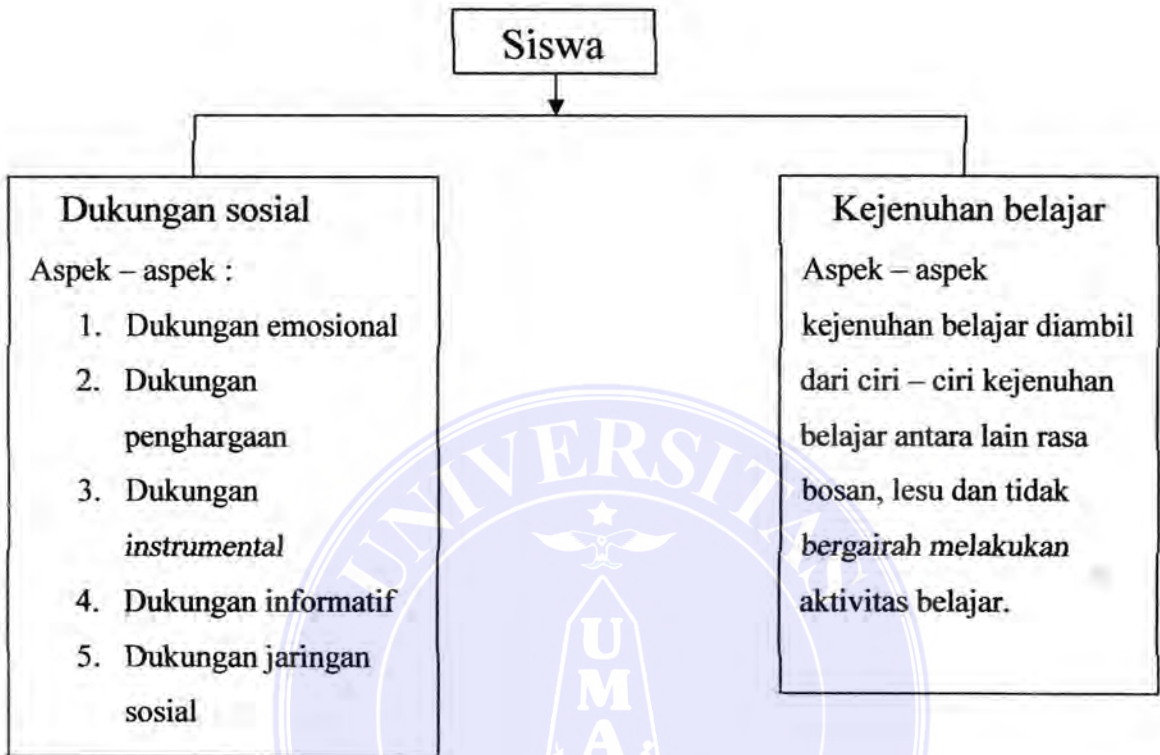 Siswa
Dukungan sosial
Aspek – aspek :
1. Dukungan emosional
2. Dukungan
penghargaan
3. Dukungan
instrumental
4. Dukungan informatif
5. Dukungan jaringan
sosial
Kejenuhan belajar
Aspek – aspek
kejenuhan belajar diambil
dari ciri – ciri kejenuhan
belajar antara lain rasa
bosan, lesu dan tidak
bergairah melakukan
aktivitas belajar.
UNIVERSITA
UMA